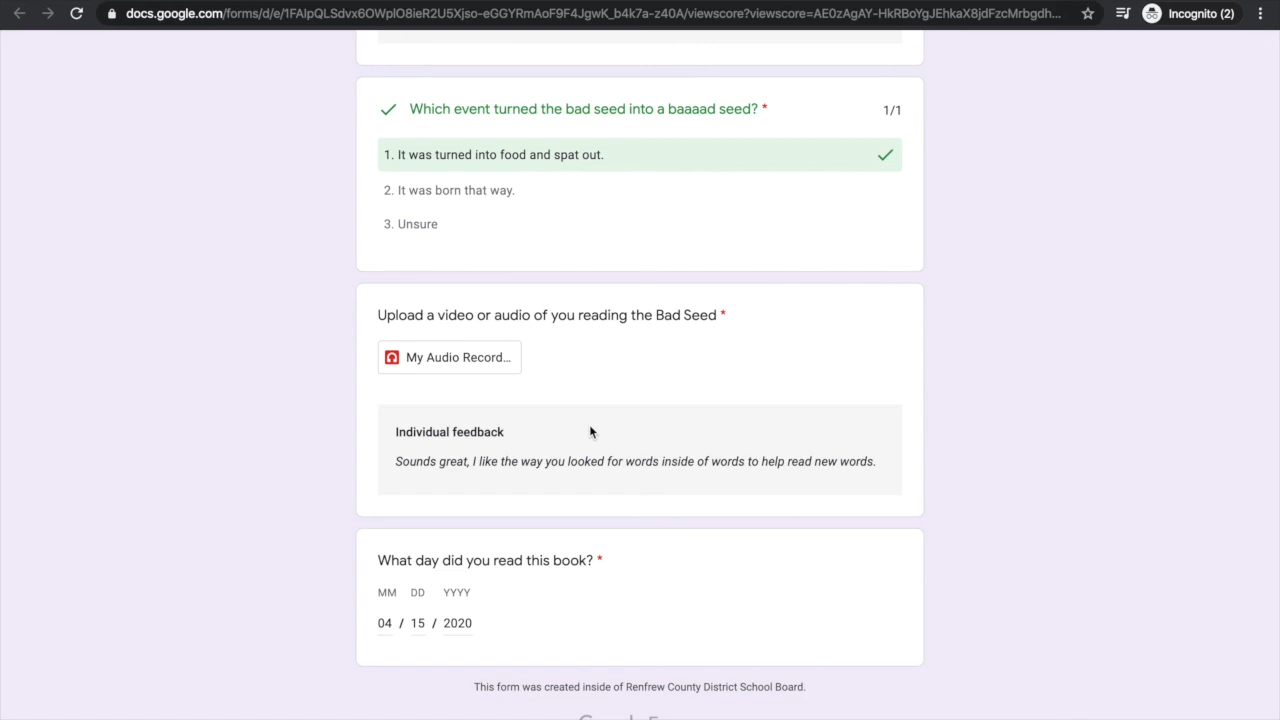 docs.google.com/forms/d/e/1FAIpQLSdvx6OWplO8ieR2U5Xjso-eGGYRmAoF9F4JgwK_b4k7a-z40A/viewscore?viewscore=AE0zAgAY-HkRBoYgJEhkaX8jdFzcMrbgdh...
Incognito (2)
Which event turned the bad seed into a baaaad seed? *
1/1
1. It was turned into food and spat out.
2. It was born that way.
3. Unsure
Upload a video or audio of you reading the Bad Seed *
My Audio Record...
Individual feedback
Sounds great, I like the way you looked for words inside of words to help read new words.
What day did you read this book? *
MM DD YYYY
04 / 15 / 2020
This form was created inside of Renfrew County District School Board.